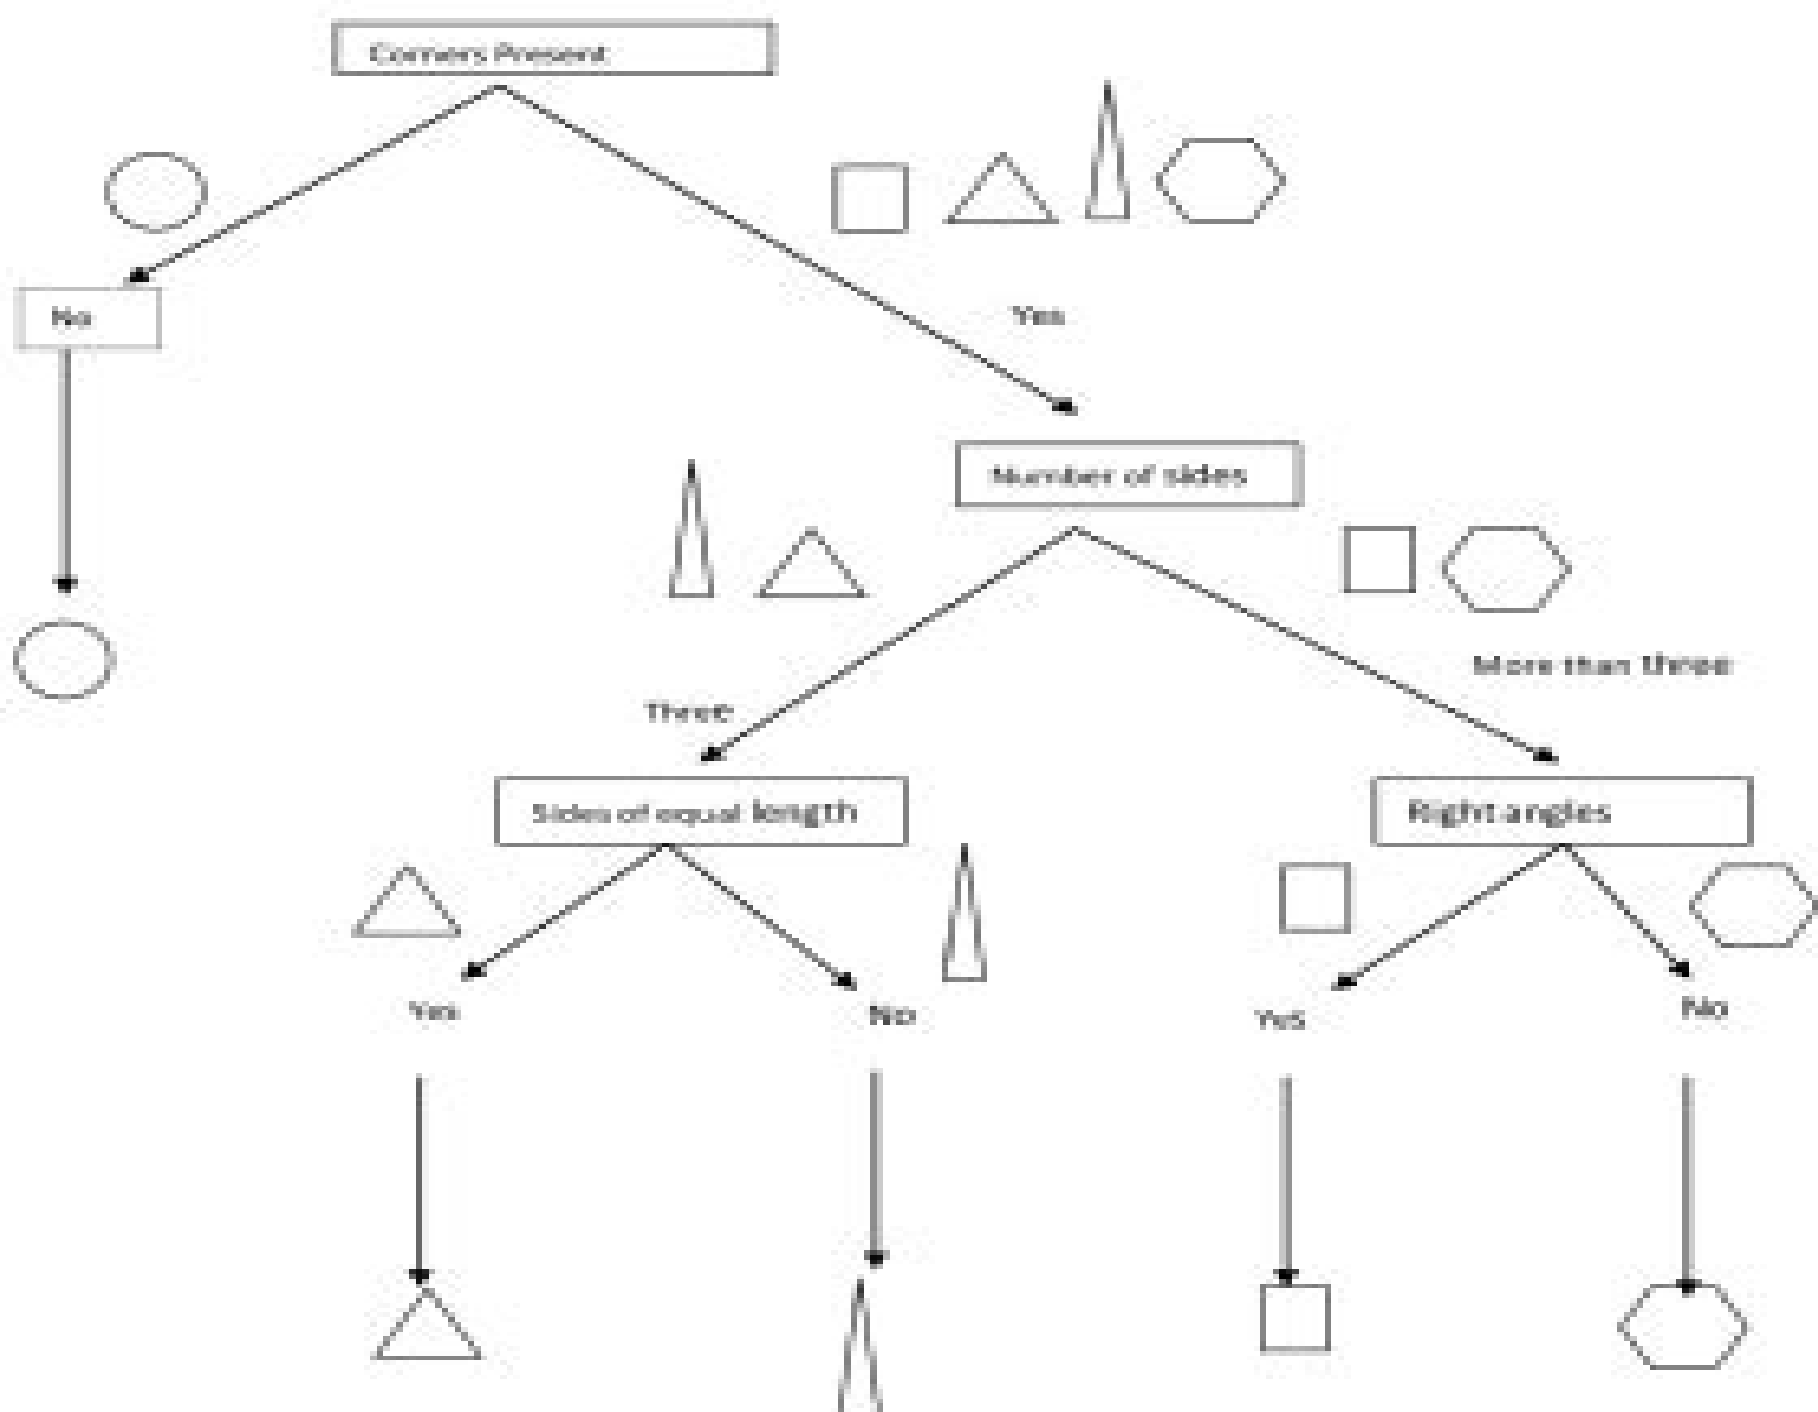 Corners Present
No
Yes
Number of sides
More than three
Three
Sides of equal length
Right angles
Yes
No
Yes
No